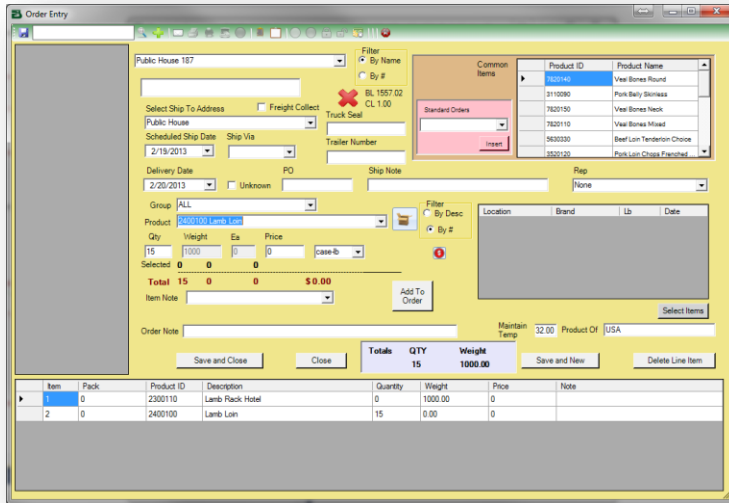 Order Entry
Public House 187
Filter
By Name
By #
BL 1557.02
CL 1.00
Common Items
Product ID Product Name
7820140 Veal Bones Round
3110090 Pork Belly Skinless
7820150 Veal Bones Neck
7820110 Veal Bones Mixed
5630330 Beef Loin Tenderloin Choice
3520120 Pork Loin Chops Frenched ...
Standard Orders
Insert
Select Ship To Address Freight Collect
Public House
Truck Seal
Scheduled Ship Date Ship Via
2/19/2013
Trailer Number
Delivery Date PO Ship Note Rep
2/20/2013 Unknown None
Group ALL
Product 2400100 Lamb Loin
Filter
By Desc
By #
Location Brand Lb Date
Qty Weight Ea Price
15 1000 0 0 case-lb
Selected 0 0 0
Total 15 0 0 $0.00
Item Note
Add To Order
Select Items
Order Note
Maintain Temp 32.00 Product Of USA
Save and Close Close
Totals QTY Weight
15 1000.00
Save and New Delete Line Item
Item Pack Product ID Description Quantity Weight Price Note
1 0 2300110 Lamb Rack Hotel 0 1000.00 0
2 0 2400100 Lamb Loin 15 0.00 0